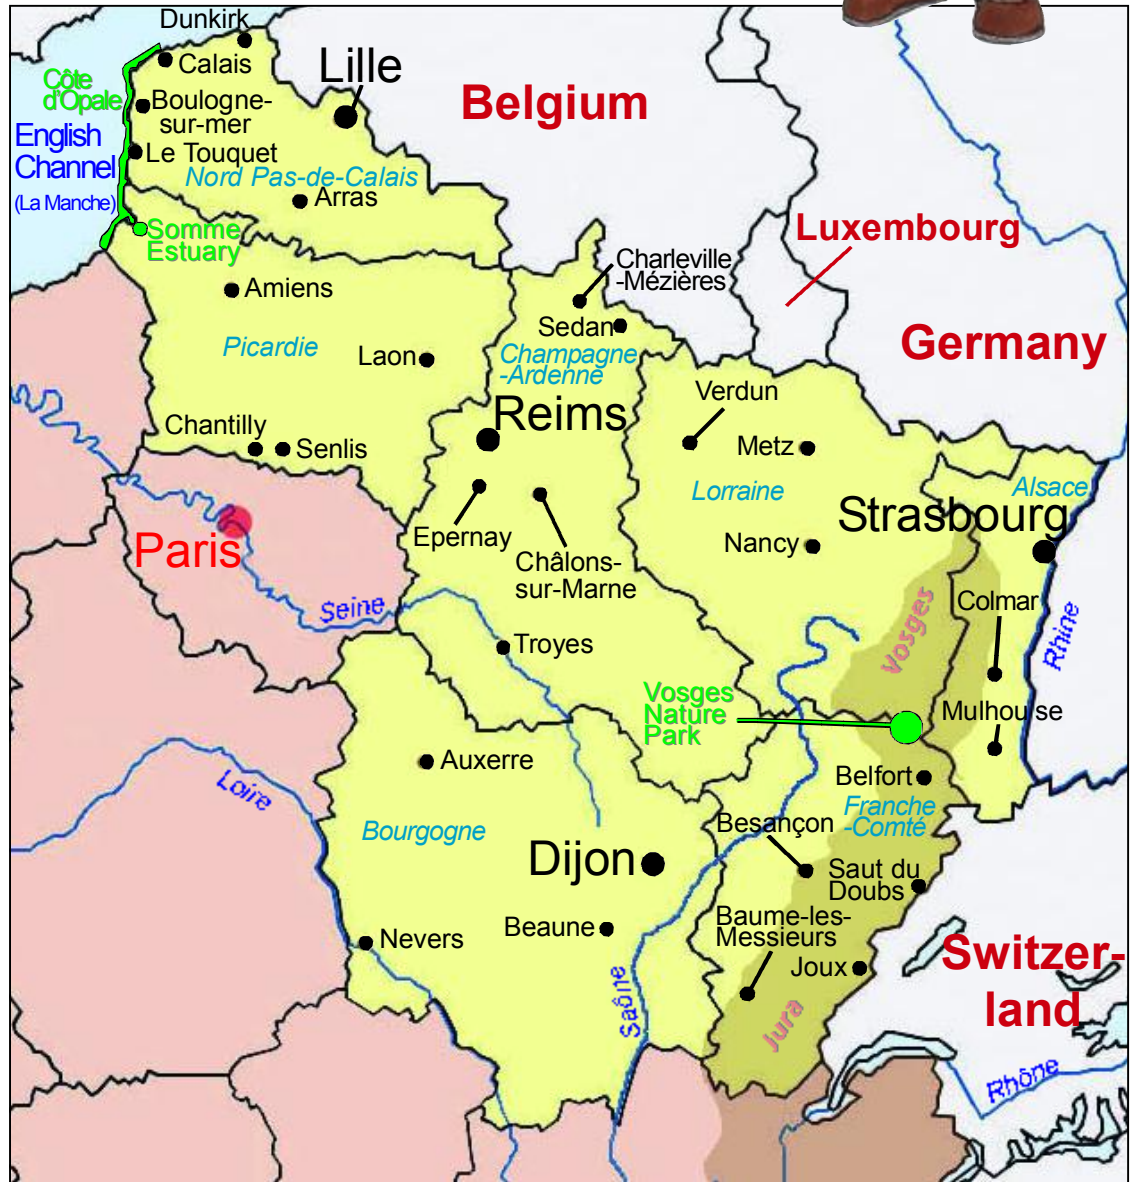 Dunkirk
Calais
Lille
Côte
d'Opale
Boulogne-
sur-mer
Belgium
English
Channel
(La Manche)
Le Touquet
Nord Pas-de-Calais
Arras
Somme
Estuary
Luxembourg
Charleville
-Mézières
Amiens
Sedan
Picardie
Laon
Champagne
-Ardenne
Germany
Verdun
Reims
Chantilly
Senlis
Metz
Lorraine
Alsace
Strasbourg
Paris
Epernay
Châlons-
sur-Marne
Nancy
Seine
Colmar
Vosges
Rhine
Troyes
Vosges
Nature
Park
Mulhouse
Auxerre
Belfort
Loire
Franche
-Comté
Bourgogne
Besançon
Dijon
Saut du
Doubs
Baume-les-
Messieurs
Beaune
Nevers
Joux
Switzer-
land
Saône
Jura
Rhône